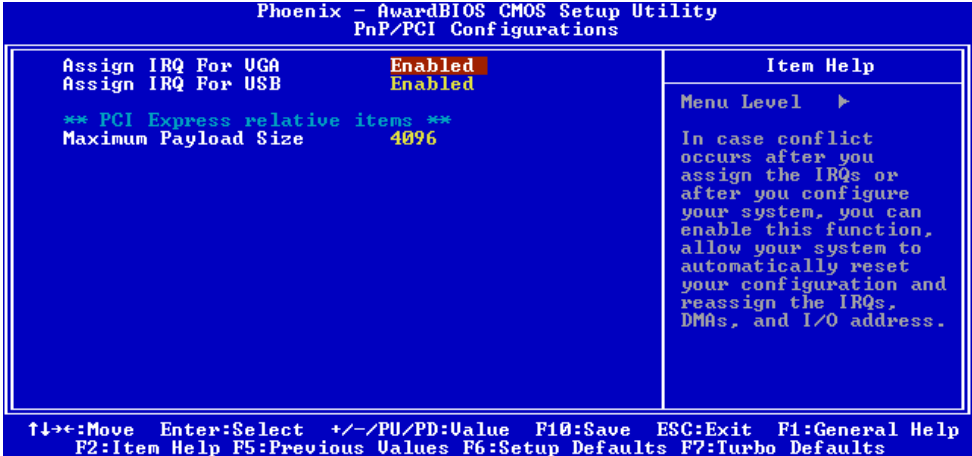 Phoenix - AwardBIOS CMOS Setup Utility
PnP/PCI Configurations
Assign IRQ For VGA Enabled
Assign IRQ For USB Enabled
** PCI Express relative items **
Maximum Payload Size 4096
Item Help
Menu Level ►
In case conflict
occurs after you
assign the IRQs or
after you configure
your system, you can
enable this function,
allow your system to
automatically reset
your configuration and
reassign the IRQs,
DMAs, and I/O address.
↑↓→←:Move Enter:Select +/-/PU/PD:Value F10:Save ESC:Exit F1:General Help
F2:Item Help F5:Previous Values F6:Setup Defaults F7:Turbo Defaults